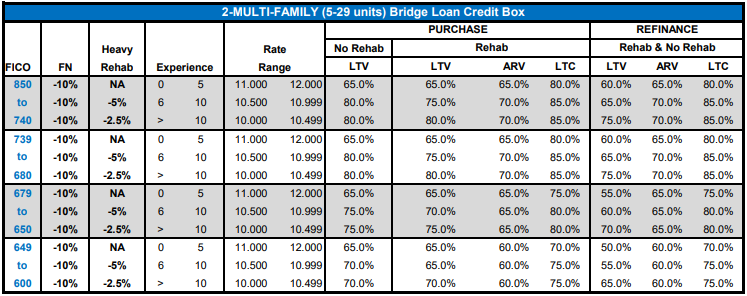 2-MULTI-FAMILY (5-29 units) Bridge Loan Credit Box
PURCHASE REFINANCE
Heavy Rate No Rehab Rehab Rehab & No Rehab
FICO FN Rehab Experience Range LTV LTV ARV LTC LTV ARV LTC
850 -10% NA 0 5 11.000 12.000 65.0% 65.0% 65.0% 80.0% 60.0% 65.0% 80.0%
to -10% -5% 6 10 10.500 10.999 80.0% 75.0% 70.0% 85.0% 65.0% 70.0% 85.0%
740 -10% -2.5% > 10 10.000 10.499 80.0% 80.0% 70.0% 85.0% 75.0% 70.0% 85.0%
739 -10% NA 0 5 11.000 12.000 65.0% 65.0% 65.0% 80.0% 60.0% 65.0% 80.0%
to -10% -5% 6 10 10.500 10.999 80.0% 75.0% 70.0% 85.0% 65.0% 70.0% 85.0%
680 -10% -2.5% > 10 10.000 10.499 80.0% 75.0% 70.0% 85.0% 75.0% 70.0% 85.0%
679 -10% NA 0 5 11.000 12.000 65.0% 65.0% 65.0% 75.0% 55.0% 65.0% 75.0%
to -10% -5% 6 10 10.500 10.999 75.0% 70.0% 65.0% 80.0% 60.0% 65.0% 80.0%
650 -10% -2.5% > 10 10.000 10.499 75.0% 70.0% 65.0% 80.0% 70.0% 65.0% 80.0%
649 -10% NA 0 5 11.000 12.000 65.0% 65.0% 60.0% 70.0% 50.0% 60.0% 70.0%
to -10% -5% 6 10 10.500 10.999 70.0% 65.0% 60.0% 75.0% 55.0% 60.0% 75.0%
600 -10% -2.5% > 10 10.000 10.499 70.0% 65.0% 60.0% 75.0% 60.0% 60.0% 75.0%